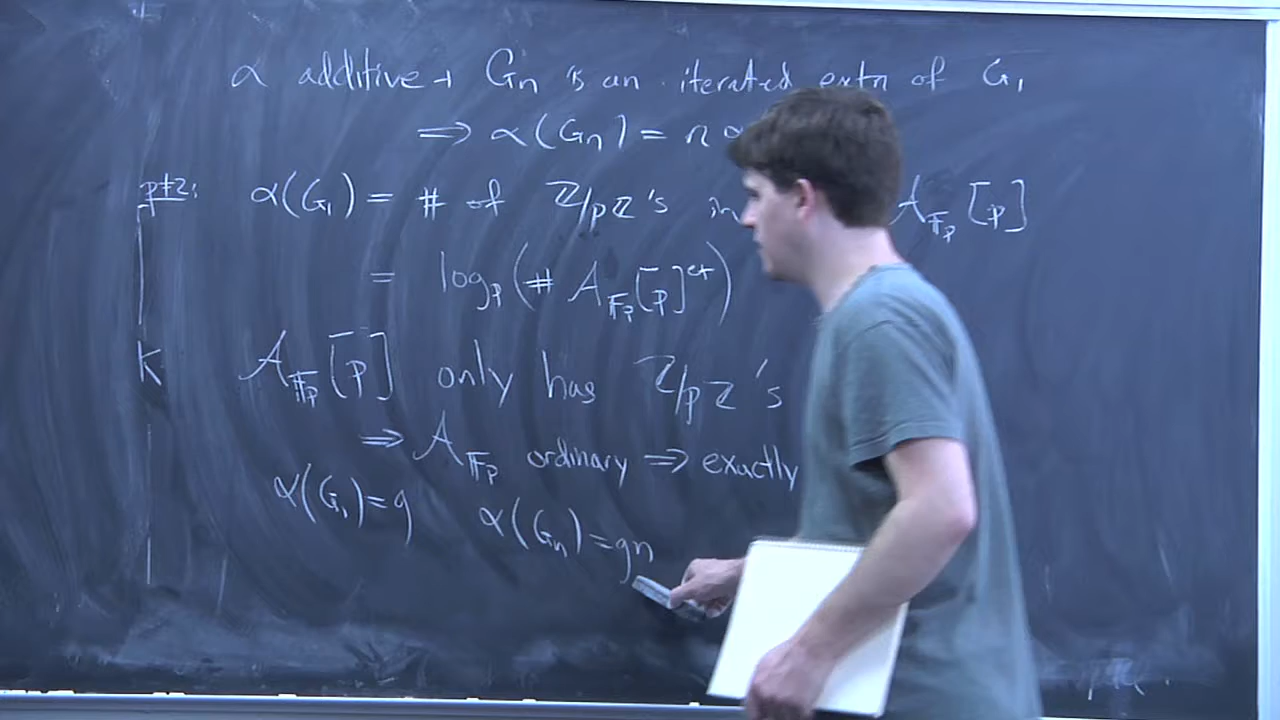 α additive + Gn is an iterated extn of G₁
⟹ α(Gn) = n α
p≠2: α(G₁) = # of ℤ/pℤ's in 𝒜_𝔽̄p[p]
= logₚ(# 𝒜_𝔽̄p[p]^et)
K 𝒜_𝔽̄p[p] only has ℤ/pℤ's
⟹ 𝒜_𝔽p ordinary ⟹ exactly
α(G₁) = g α(Gn) = gn